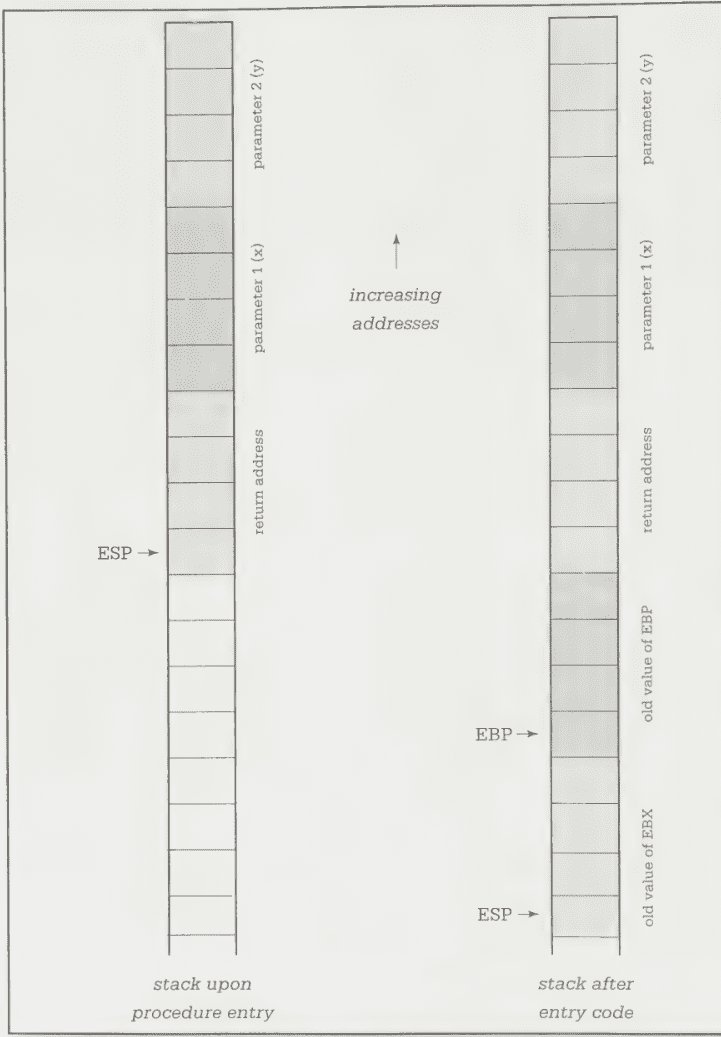 parameter 2 (y)
parameter 1 (x)
return address
ESP →
stack upon
procedure entry
increasing
addresses
parameter 2 (y)
parameter 1 (x)
return address
old value of EBP
EBP →
old value of EBX
ESP →
stack after
entry code